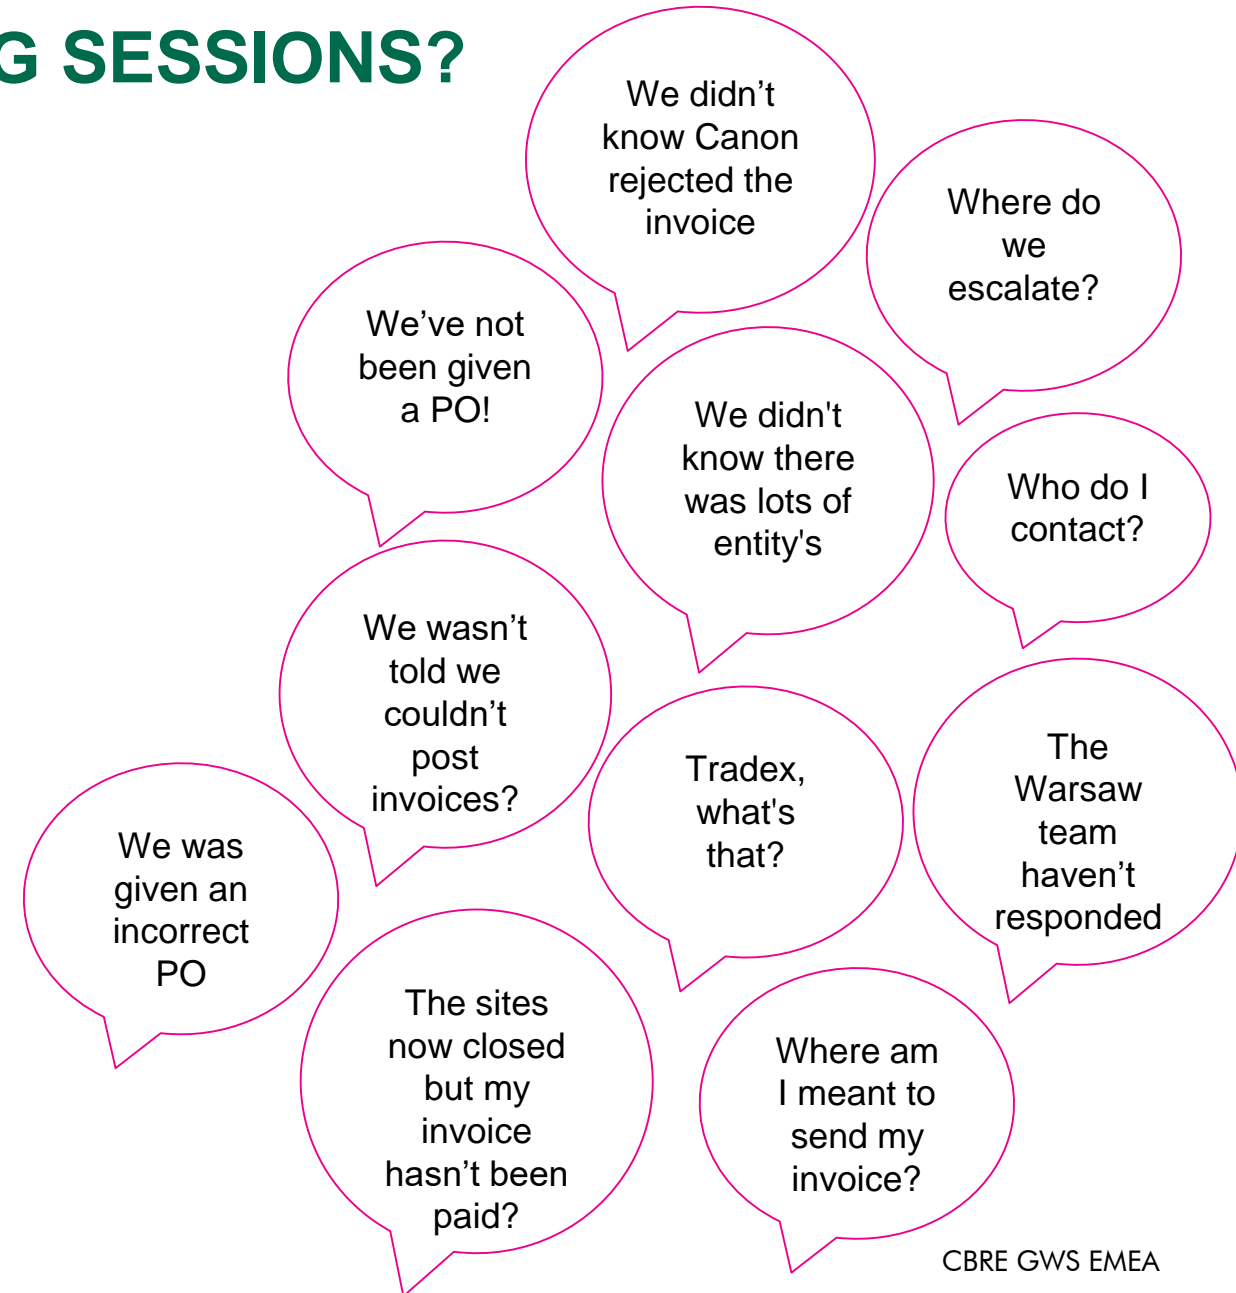 G SESSIONS?
We didn’t
know Canon
rejected the
invoice
Where do
we
escalate?
We’ve not
been given
a PO!
We didn't
know there
was lots of
entity's
Who do I
contact?
We wasn’t
told we
couldn’t
post
invoices?
Tradex,
what's
that?
The
Warsaw
team
haven’t
responded
We was
given an
incorrect
PO
The sites
now closed
but my
invoice
hasn’t been
paid?
Where am
I meant to
send my
invoice?
CBRE GWS EMEA